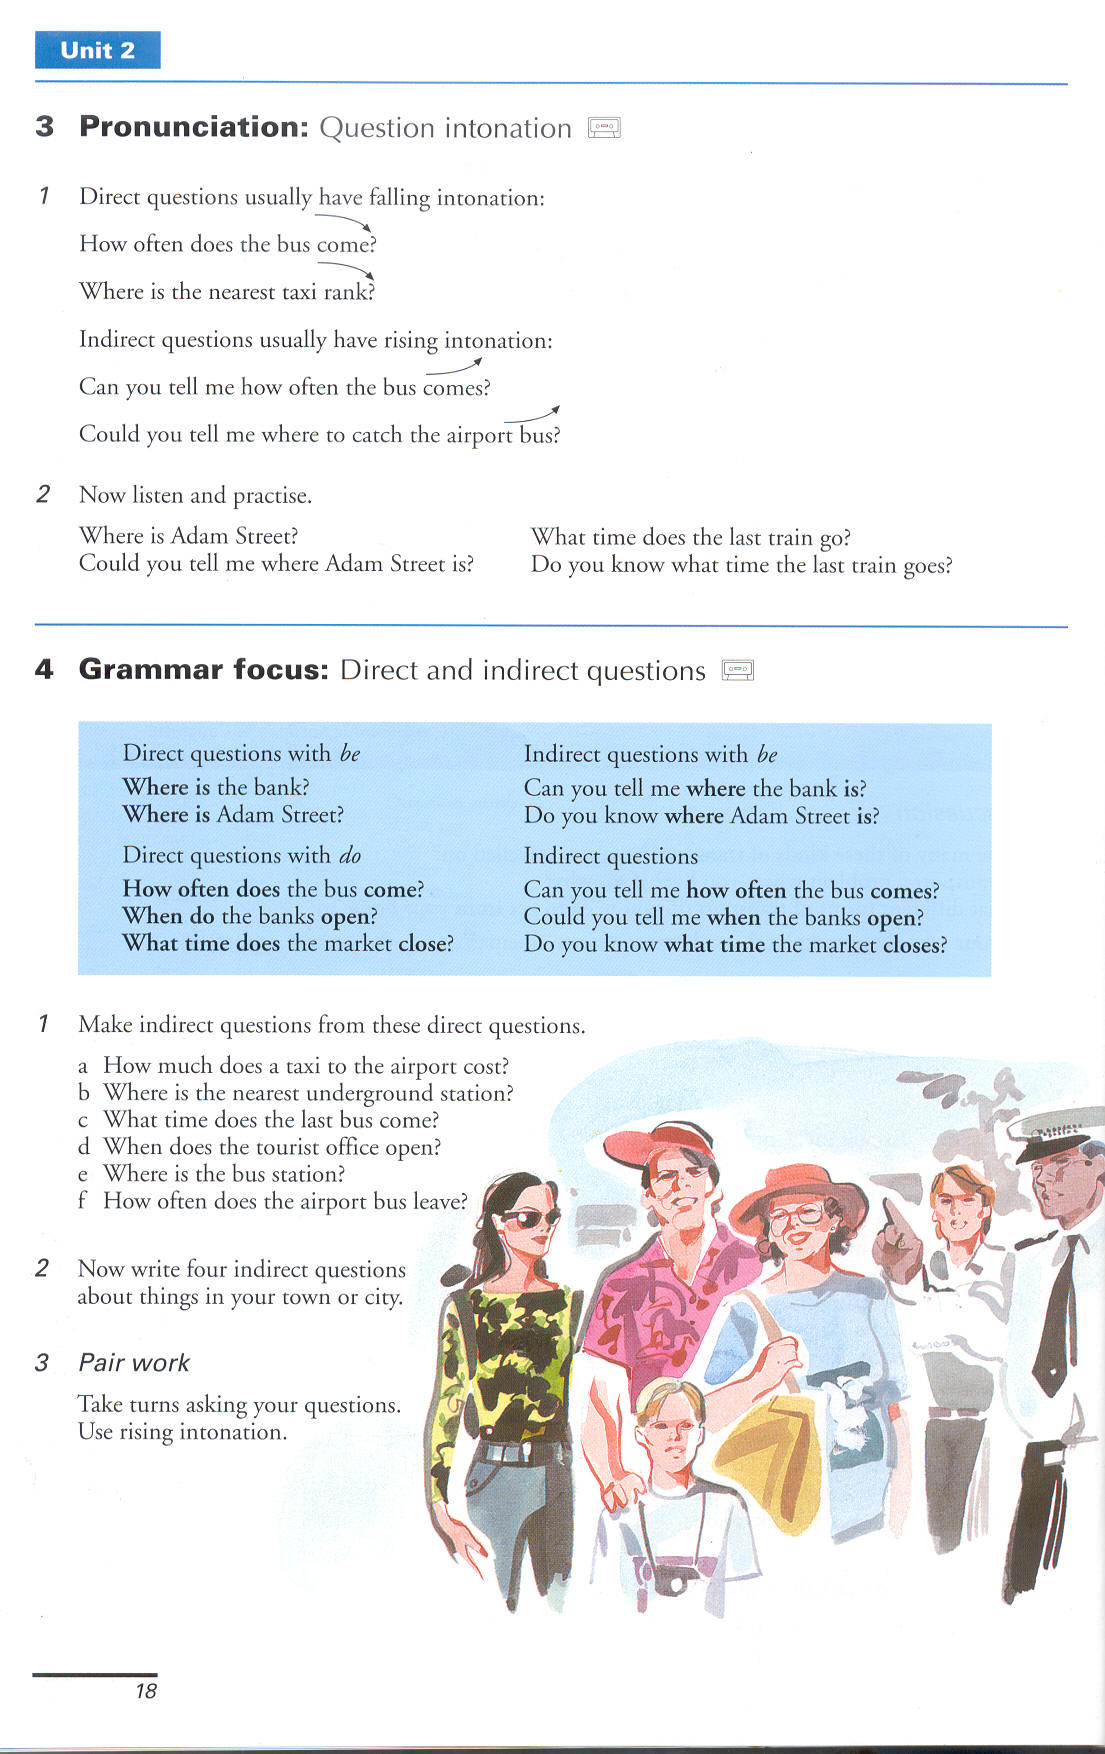 Unit 2
3 Pronunciation: Question intonation
1 Direct questions usually have falling intonation:
How often does the bus come?
Where is the nearest taxi rank?
Indirect questions usually have rising intonation:
Can you tell me how often the bus comes?
Could you tell me where to catch the airport bus?
2 Now listen and practise.
Where is Adam Street?
Could you tell me where Adam Street is?
What time does the last train go?
Do you know what time the last train goes?
4 Grammar focus: Direct and indirect questions
Direct questions with be
Where is the bank?
Where is Adam Street?
Direct questions with do
How often does the bus come?
When do the banks open?
What time does the market close?
Indirect questions with be
Can you tell me where the bank is?
Do you know where Adam Street is?
Indirect questions
Can you tell me how often the bus comes?
Could you tell me when the banks open?
Do you know what time the market closes?
1 Make indirect questions from these direct questions.
a How much does a taxi to the airport cost?
b Where is the nearest underground station?
c What time does the last bus come?
d When does the tourist office open?
e Where is the bus station?
f How often does the airport bus leave?
2 Now write four indirect questions
about things in your town or city.
3 Pair work
Take turns asking your questions.
Use rising intonation.
18